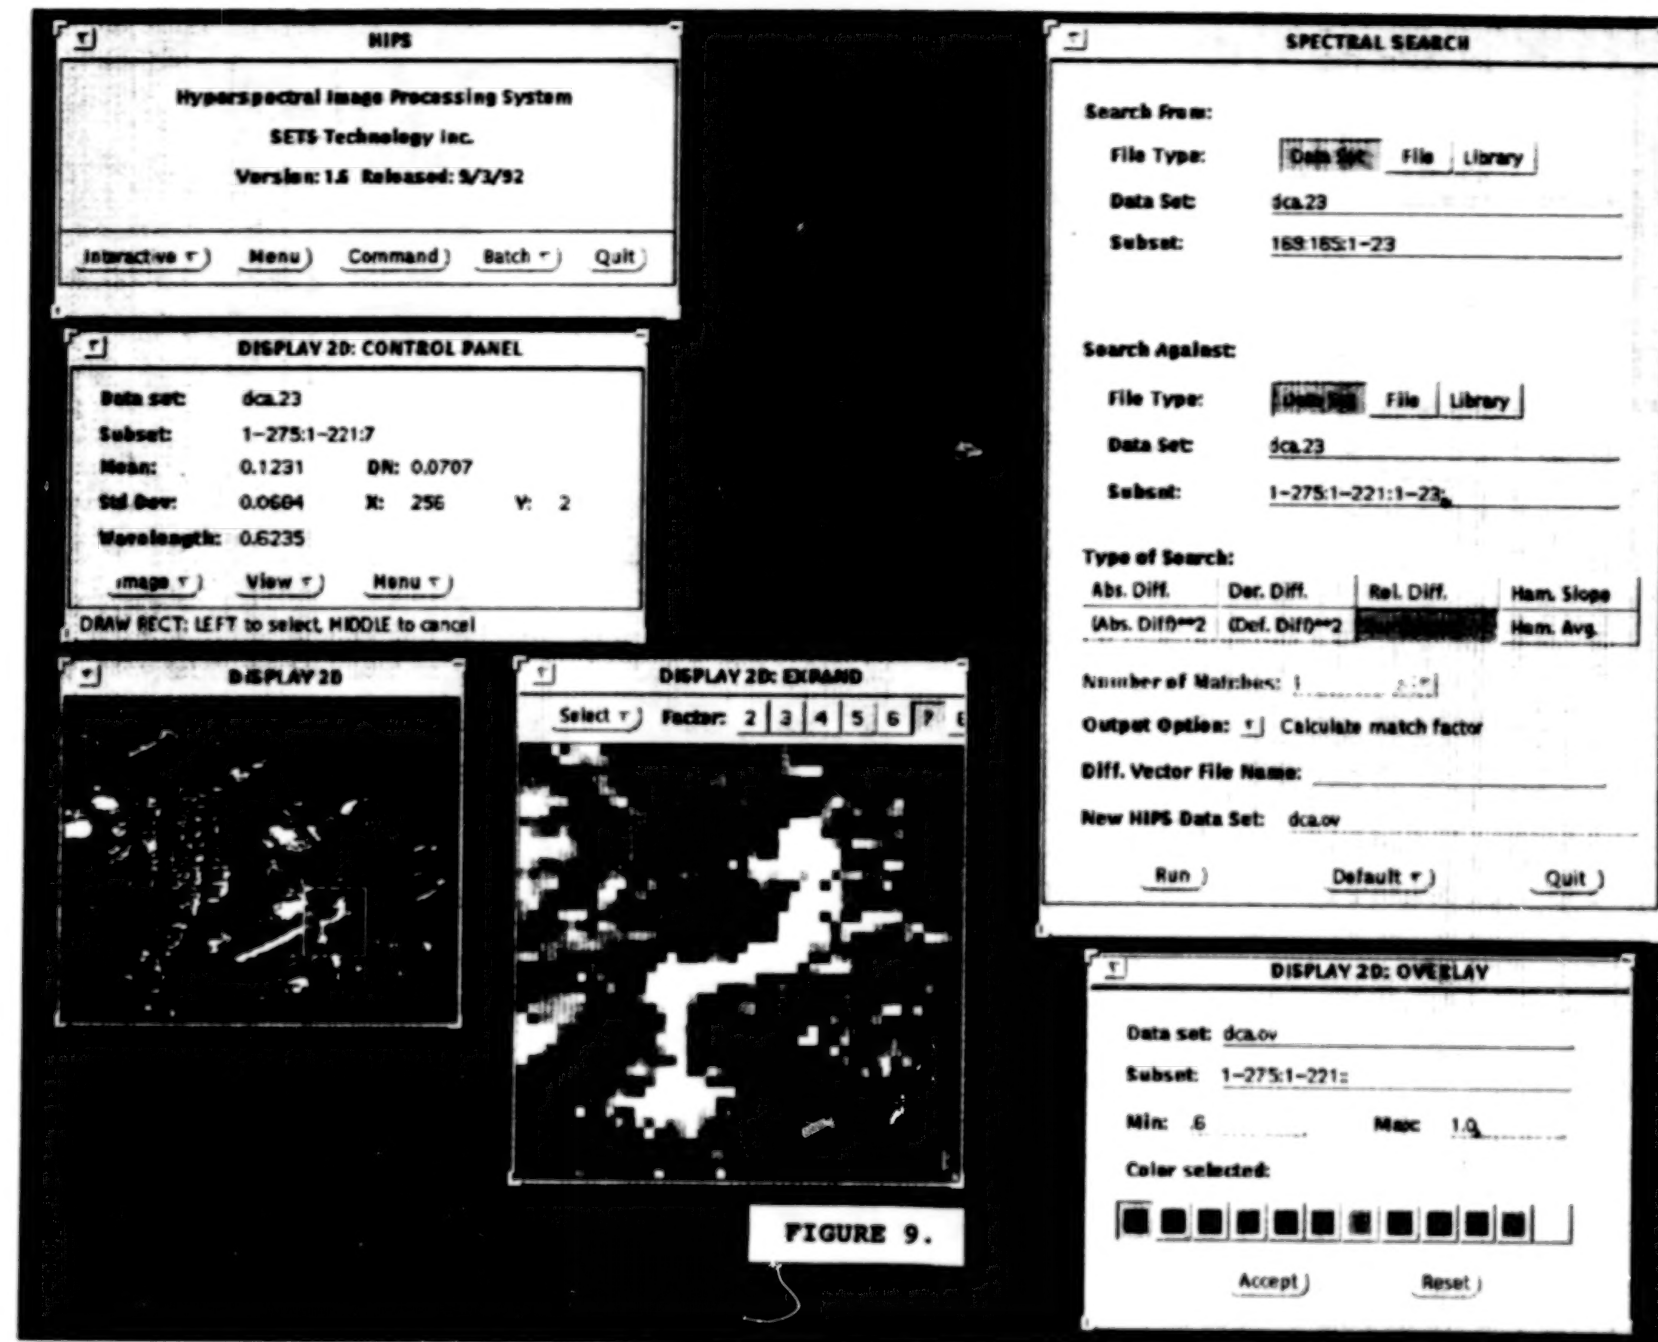 HIPS
Hyperspectral Image Processing System
SETS Technology Inc.
Version: 1.6 Released: 9/3/92
Interactive Menu Command Batch Quit
DISPLAY 2D: CONTROL PANEL
Data set: dca.23
Subset: 1-275:1-221:7
Mean: 0.1231 DN: 0.0707
Std Dev: 0.0604 X: 256 Y: 2
Wavelength: 0.6235
Image View Menu
DRAW RECT: LEFT to select, MIDDLE to cancel
DISPLAY 2D
DISPLAY 2D: EXPAND
Select Factor: 2 3 4 5 6 7
FIGURE 9.
SPECTRAL SEARCH
Search From:
File Type: Data Set File Library
Data Set: dca.23
Subset: 169:165:1-23
Search Against:
File Type: Data Set File Library
Data Set: dca.23
Subset: 1-275:1-221:1-23:
Type of Search:
Abs. Diff. Der. Diff. Rel. Diff. Ham. Slope
(Abs. Diff)**2 (Def. Diff)**2 Ham. Avg.
Number of Matches: 1
Output Option: Calculate match factor
Diff. Vector File Name:
New HIPS Data Set: dca.ov
Run Default Quit
DISPLAY 2D: OVERLAY
Data set: dca.ov
Subset: 1-275:1-221::
Min: .6 Max: 1.0
Color selected:
Accept Reset